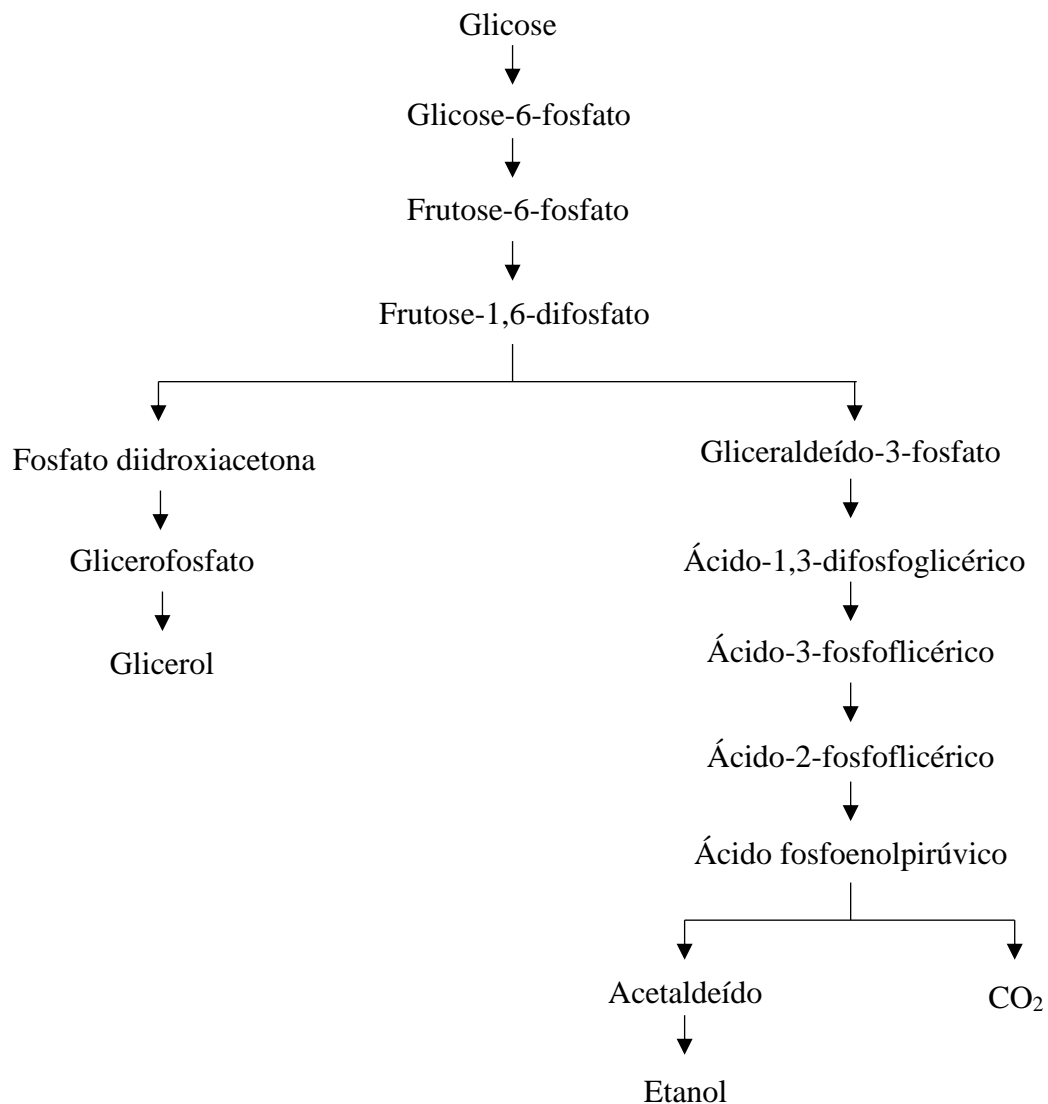 Glicose
Glicose-6-fosfato
Frutose-6-fosfato
Frutose-1,6-difosfato
Fosfato diidroxiacetona
Gliceraldeído-3-fosfato
Glicerofosfato
Ácido-1,3-difosfoglicérico
Glicerol
Ácido-3-fosfoflicérico
Ácido-2-fosfoflicérico
Ácido fosfoenolpirúvico
Acetaldeído
CO₂
Etanol